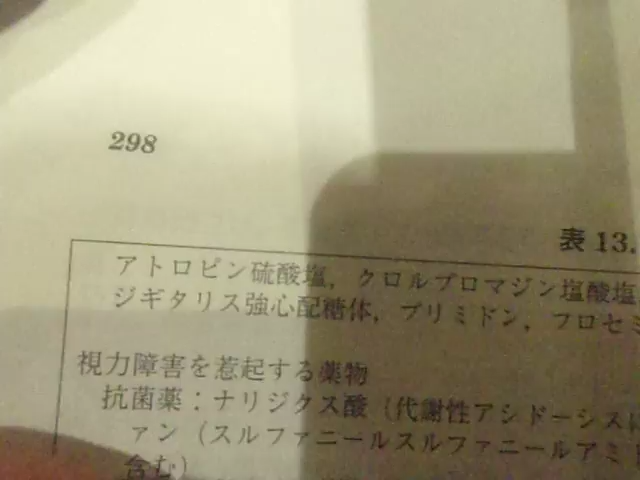 298
表 13.
アトロピン硫酸塩，クロルプロマジン塩酸塩
ジギタリス強心配糖体，プリミドン，フロセミ
視力障害を惹起する薬物
抗菌薬：ナリジクス酸（代謝性アシドーシス
ァン（スルファニールスルファニールアミド
含む）